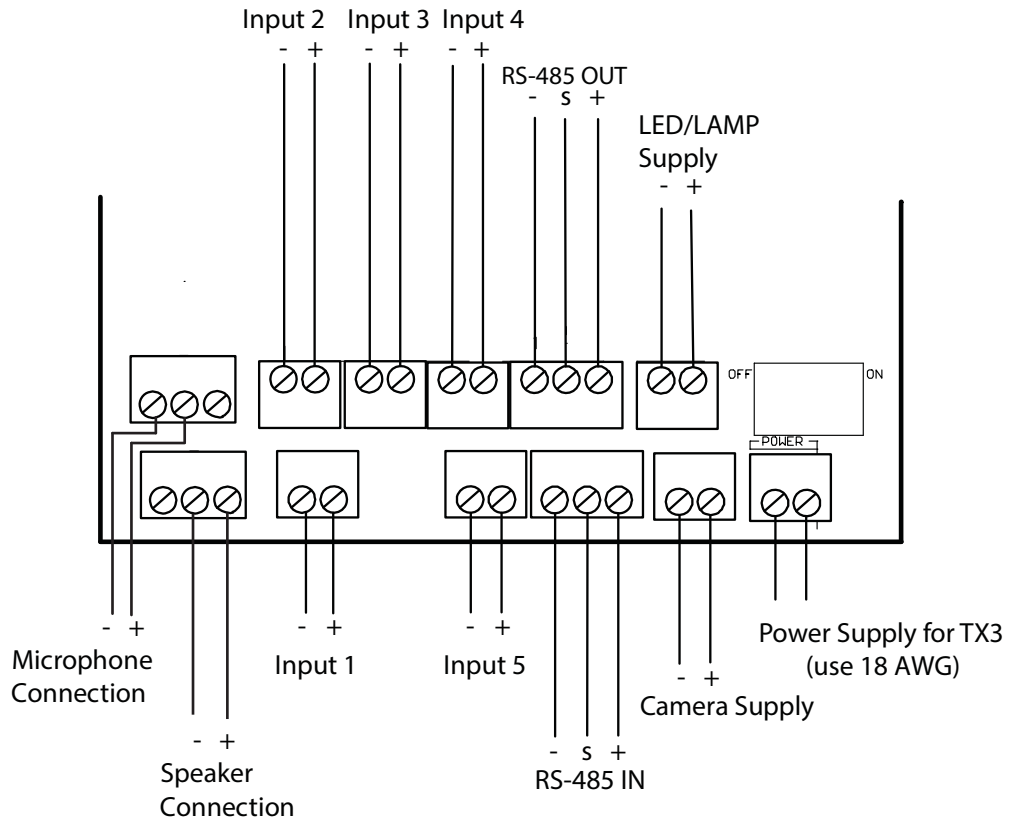 Input 2 Input 3 Input 4
- + - + - +
RS-485 OUT
- s +
LED/LAMP
Supply
- +
OFF ON
POWER
- +
Microphone
Connection
- +
Speaker
Connection
- +
Input 1
- +
Input 5
- s +
RS-485 IN
- +
Camera Supply
Power Supply for TX3
(use 18 AWG)